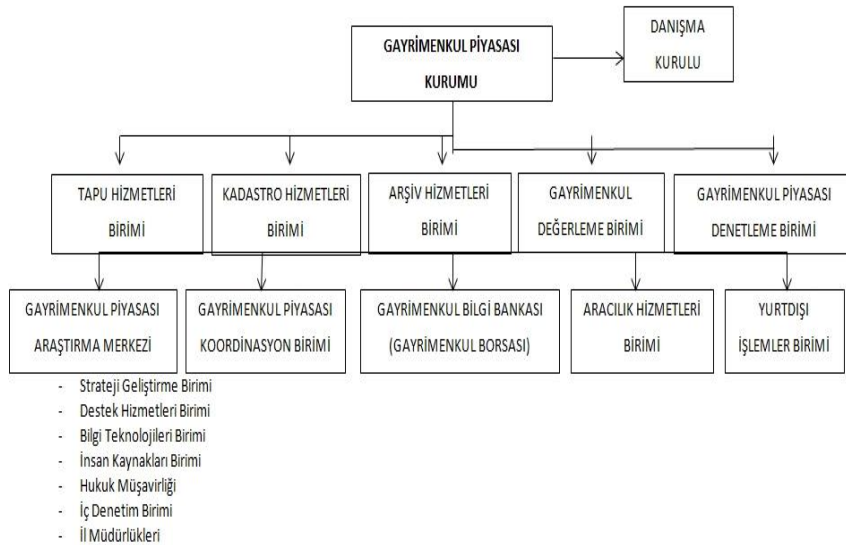 GAYRİMENKUL PİYASASI
KURUMU
DANIŞMA
KURULU
TAPU HİZMETLERİ
BİRİMİ
KADASTRO HİZMETLERİ
BİRİMİ
ARŞİV HİZMETLERİ
BİRİMİ
GAYRİMENKUL
DEĞERLEME BİRİMİ
GAYRİMENKUL PİYASASI
DENETLEME BİRİMİ
GAYRİMENKUL PİYASASI
ARAŞTIRMA MERKEZİ
GAYRİMENKUL PİYASASI
KOORDİNASYON BİRİMİ
GAYRİMENKUL BİLGİ BANKASI
(GAYRİMENKUL BORSASI)
ARACILIK HİZMETLERİ
BİRİMİ
YURTDIŞI
İŞLEMLER BİRİMİ
- Strateji Geliştirme Birimi
- Destek Hizmetleri Birimi
- Bilgi Teknolojileri Birimi
- İnsan Kaynakları Birimi
- Hukuk Müşavirliği
- İç Denetim Birimi
- İl Müdürlükleri